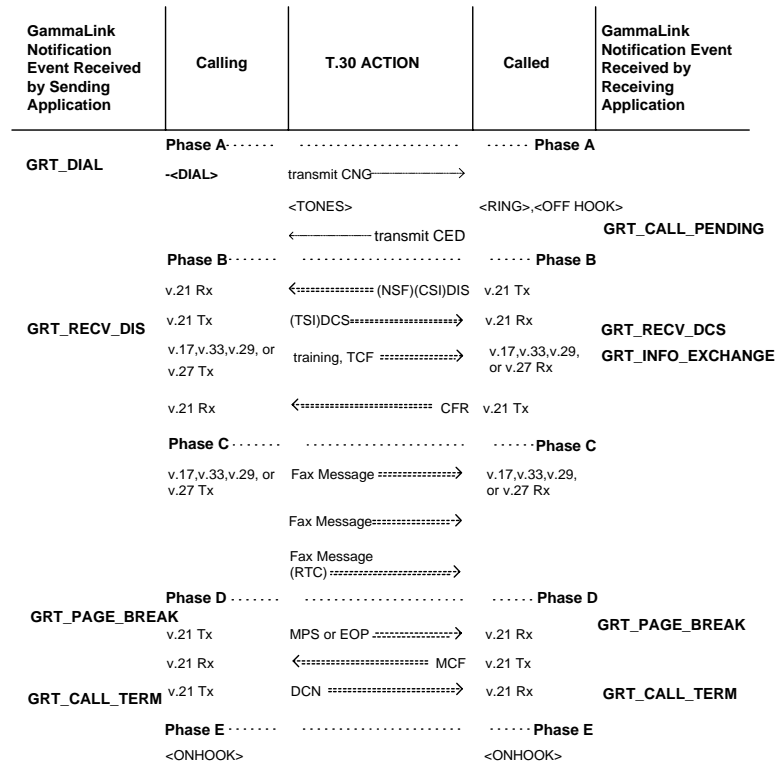 GammaLink Notification Event Received by Sending Application
Calling
T.30 ACTION
Called
GammaLink Notification Event Received by Receiving Application
Phase A Phase A
GRT_DIAL
-<DIAL> transmit CNG
<TONES> <RING>,<OFF HOOK>
transmit CED GRT_CALL_PENDING
Phase B Phase B
v.21 Rx (NSF)(CSI)DIS v.21 Tx
GRT_RECV_DIS v.21 Tx (TSI)DCS v.21 Rx GRT_RECV_DCS
v.17,v.33,v.29, or v.27 Tx training, TCF v.17,v.33,v.29, or v.27 Rx GRT_INFO_EXCHANGE
v.21 Rx CFR v.21 Tx
Phase C Phase C
v.17,v.33,v.29, or v.27 Tx Fax Message v.17,v.33,v.29, or v.27 Rx
Fax Message
Fax Message
(RTC)
Phase D Phase D
GRT_PAGE_BREAK GRT_PAGE_BREAK
v.21 Tx MPS or EOP v.21 Rx
v.21 Rx MCF v.21 Tx
GRT_CALL_TERM v.21 Tx DCN v.21 Rx GRT_CALL_TERM
Phase E Phase E
<ONHOOK> <ONHOOK>